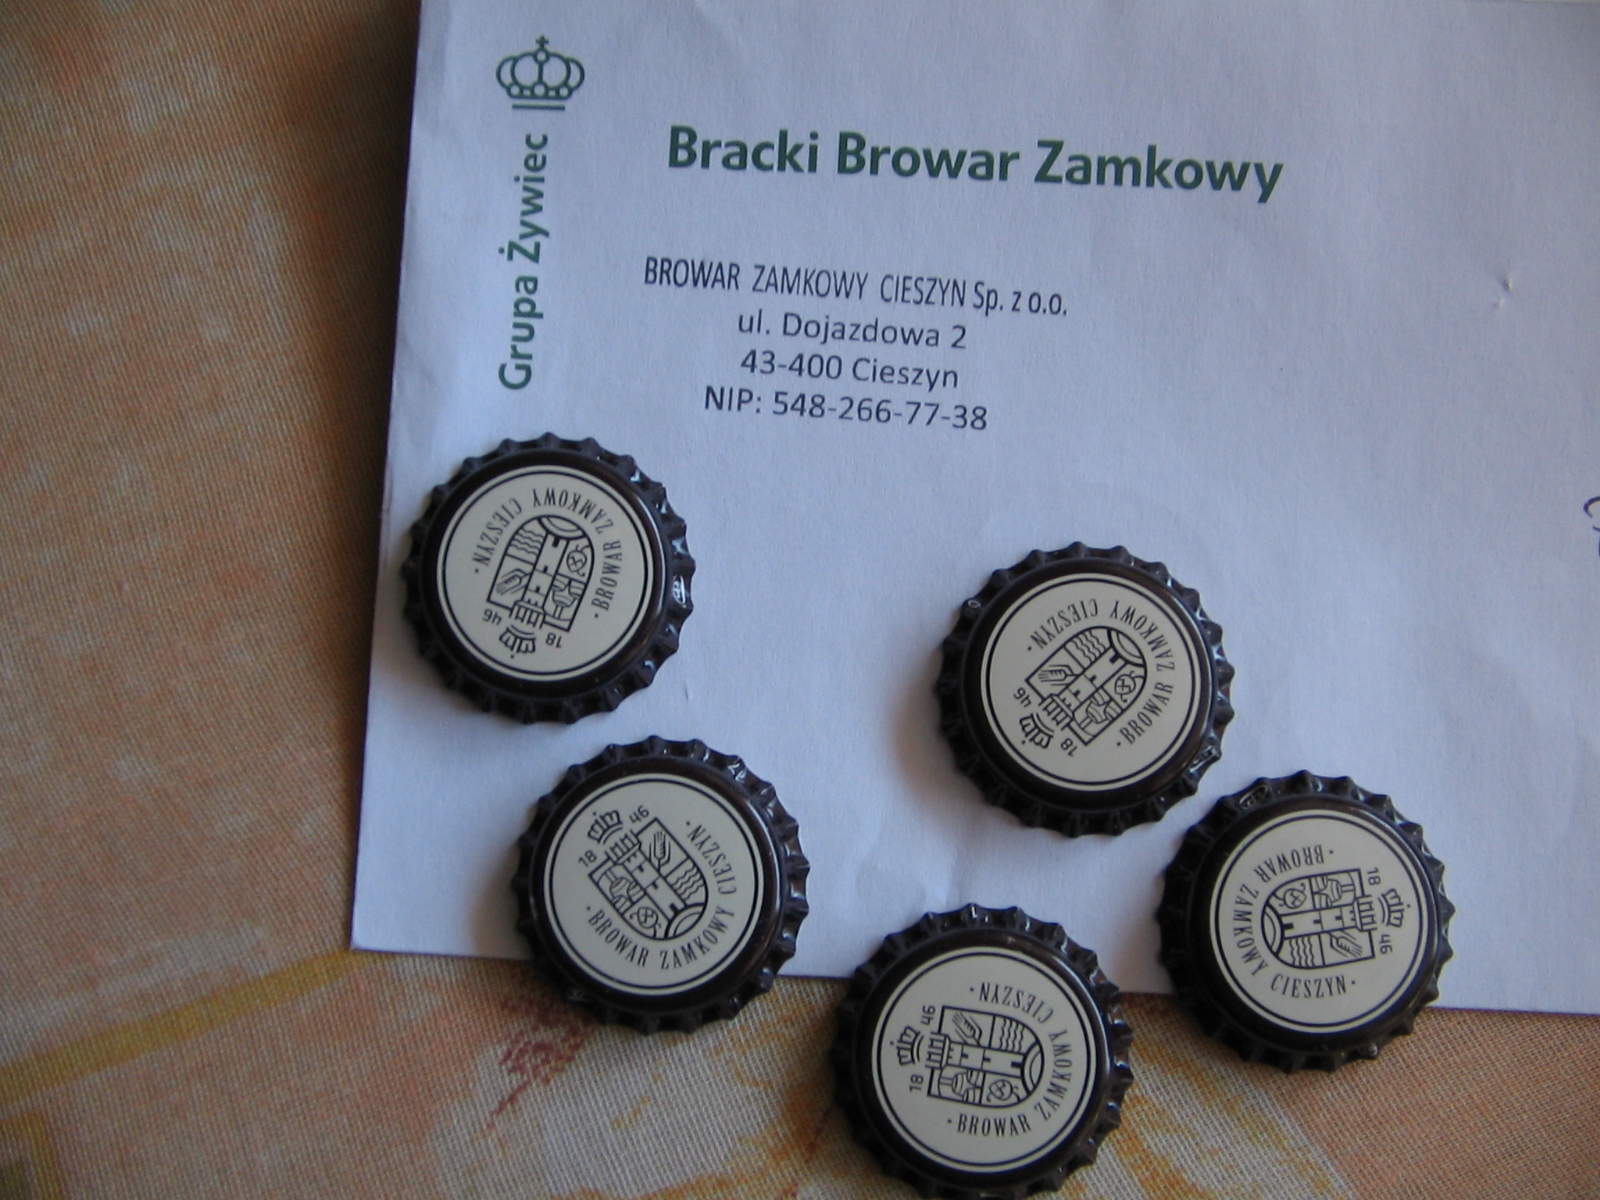 Grupa Żywiec
Bracki Browar Zamkowy
BROWAR ZAMKOWY CIESZYN Sp. z o.o.
ul. Dojazdowa 2
43-400 Cieszyn
NIP: 548-266-77-38
18 46
· BROWAR ZAMKOWY CIESZYN ·
18 46
· BROWAR ZAMKOWY CIESZYN ·
18 46
· BROWAR ZAMKOWY CIESZYN ·
18 46
· BROWAR ZAMKOWY CIESZYN ·
18 46
· BROWAR ZAMKOWY CIESZYN ·